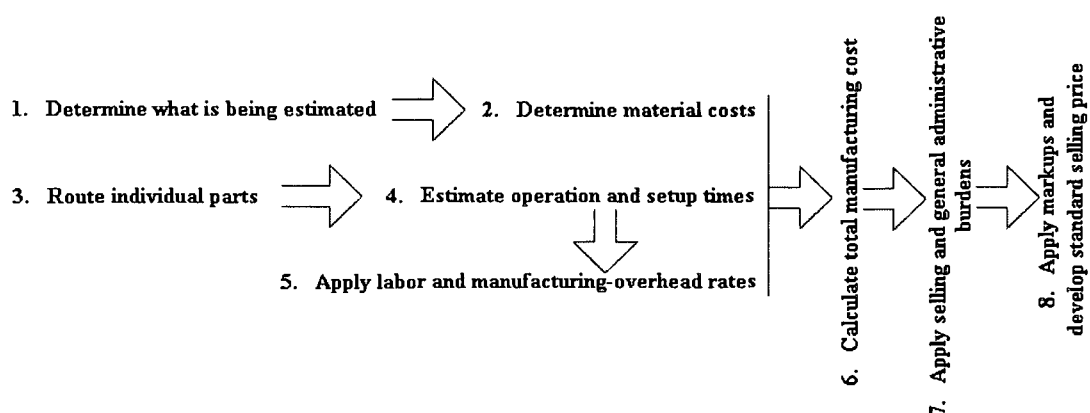 1. Determine what is being estimated
2. Determine material costs
3. Route individual parts
4. Estimate operation and setup times
5. Apply labor and manufacturing-overhead rates
6. Calculate total manufacturing cost
7. Apply selling and general administrative
burdens
8. Apply markups and
develop standard selling price